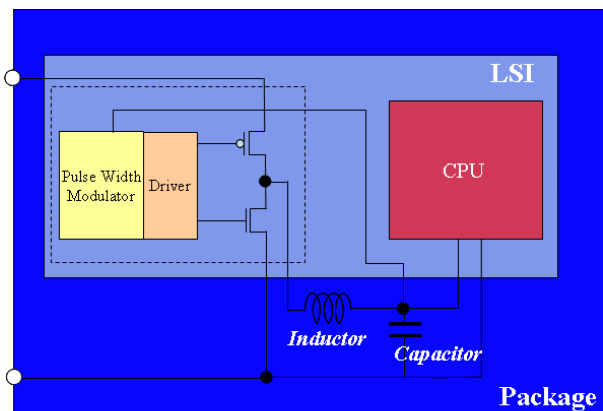 LSI
Pulse Width
Modulator
Driver
CPU
Inductor
Capacitor
Package